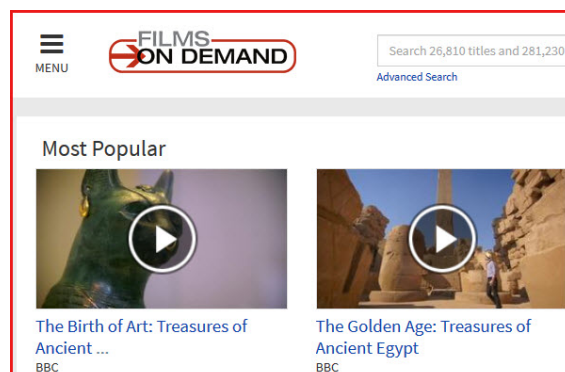 FILMS
ON DEMAND
MENU
Search 26,810 titles and 281,230
Advanced Search
Most Popular
The Birth of Art: Treasures of
Ancient ...
BBC
The Golden Age: Treasures of
Ancient Egypt
BBC